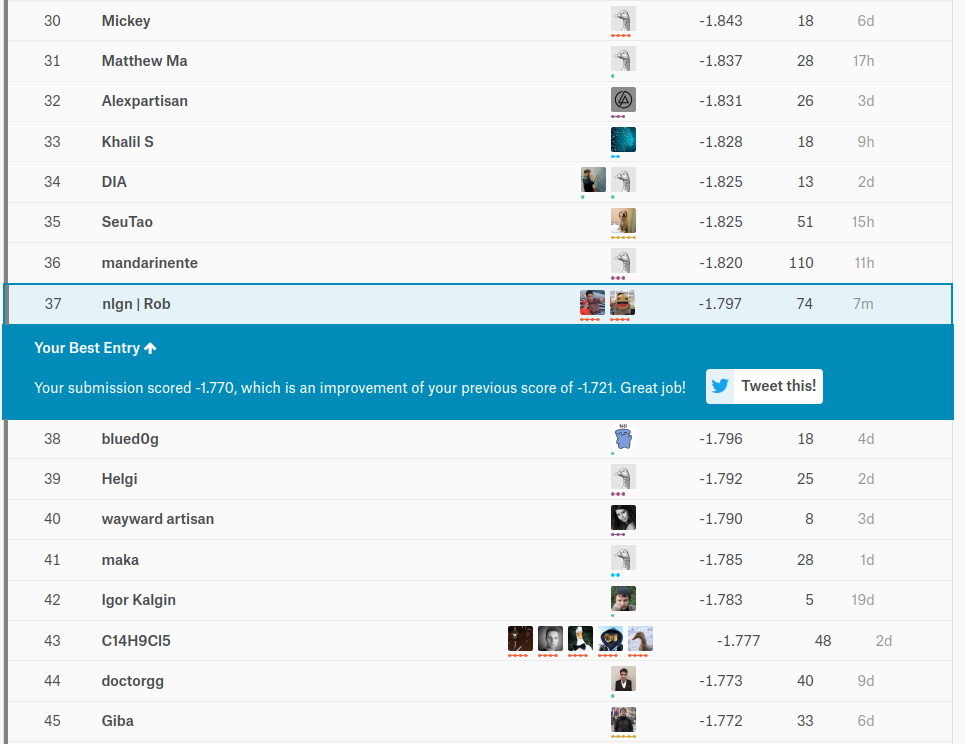 30 Mickey -1.843 18 6d
31 Matthew Ma -1.837 28 17h
32 Alexpartisan -1.831 26 3d
33 Khalil S -1.828 18 9h
34 DIA -1.825 13 2d
35 SeuTao -1.825 51 15h
36 mandarinente -1.820 110 11h
37 nlgn | Rob -1.797 74 7m
Your Best Entry
Your submission scored -1.770, which is an improvement of your previous score of -1.721. Great job! Tweet this!
38 blued0g -1.796 18 4d
39 Helgi -1.792 25 2d
40 wayward artisan -1.790 8 3d
41 maka -1.785 28 1d
42 Igor Kalgin -1.783 5 19d
43 C14H9Cl5 -1.777 48 2d
44 doctorgg -1.773 40 9d
45 Giba -1.772 33 6d